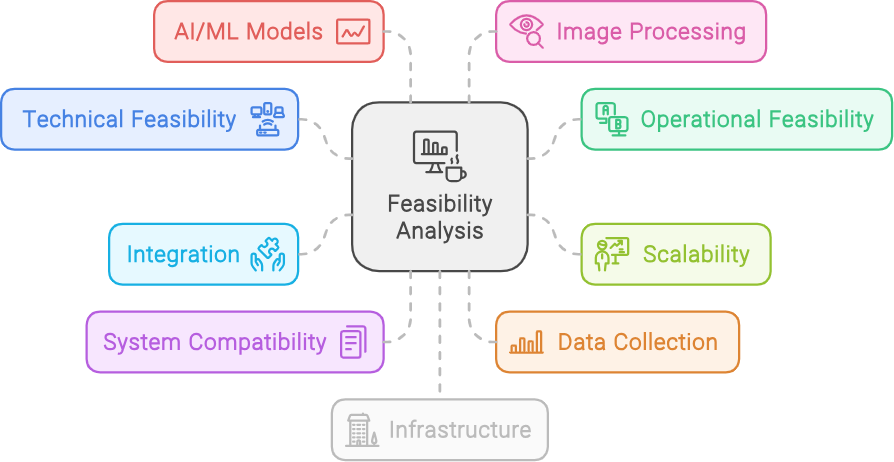 AI/ML Models
Image Processing
Technical Feasibility
Operational Feasibility
A
B
Feasibility
Analysis
Integration
Scalability
System Compatibility
Data Collection
Infrastructure